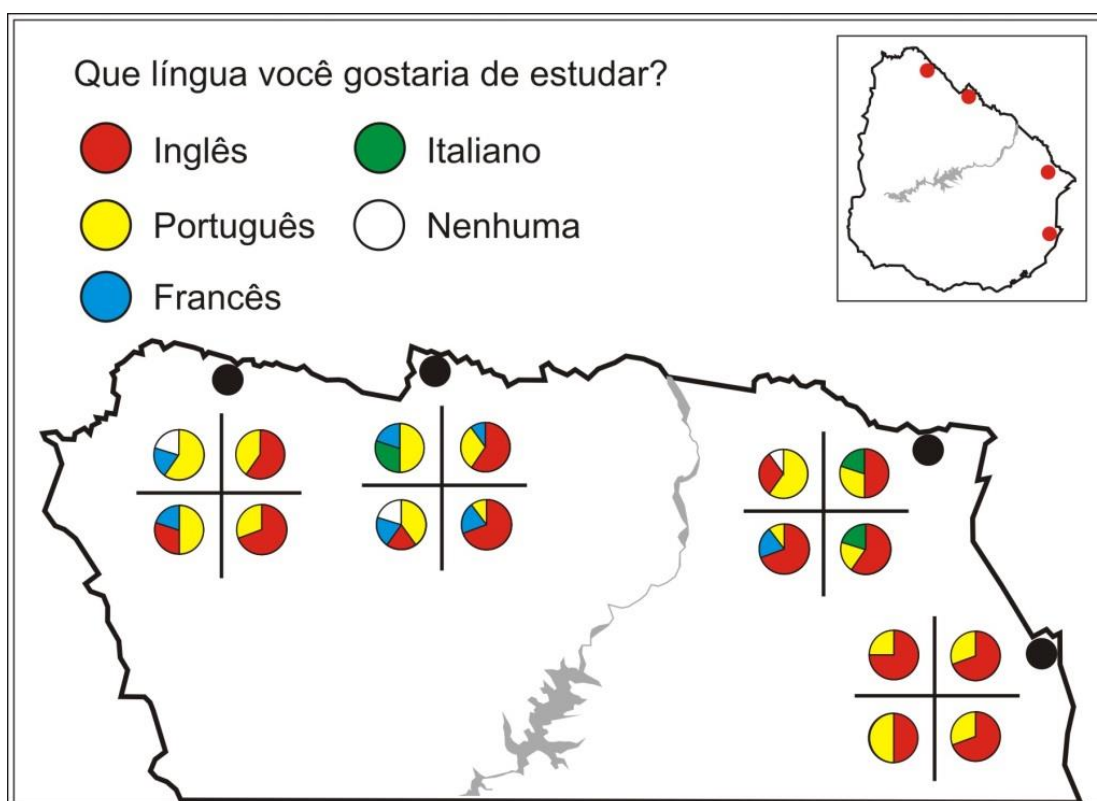 Que língua você gostaria de estudar?
Inglês
Italiano
Português
Nenhuma
Francês